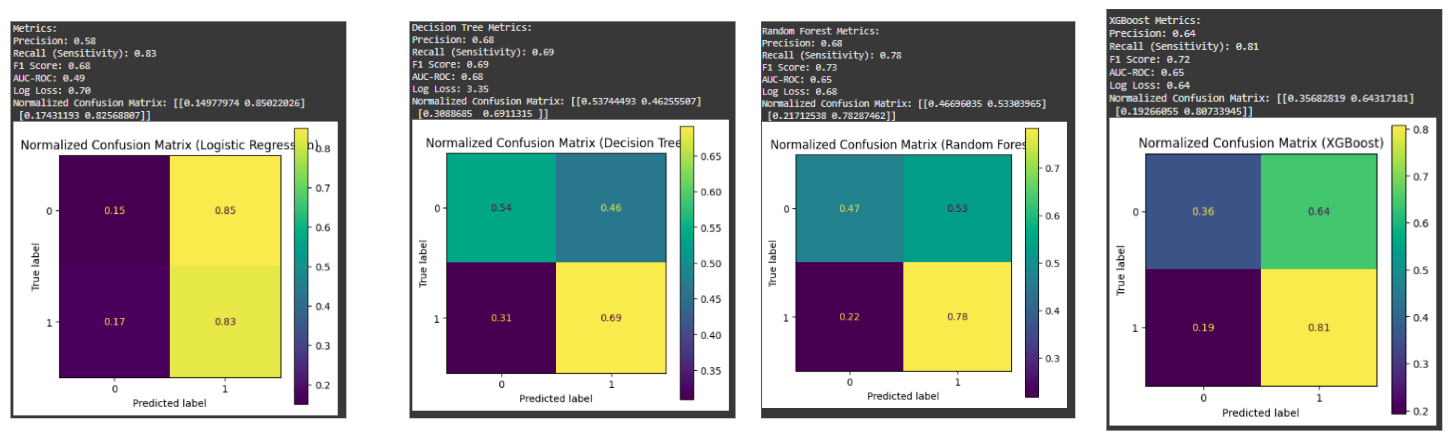 Metrics:
Precision: 0.58
Recall (Sensitivity): 0.83
F1 Score: 0.68
AUC-ROC: 0.49
Log Loss: 0.70
Normalized Confusion Matrix: [[0.14977974 0.85022026]
[0.17431193 0.82568807]]
Normalized Confusion Matrix (Logistic Regression)
0.8
0.7
0.6
0.5
0.4
0.3
0.2
True label
0
0.15
0.85
1
0.17
0.83
0
1
Predicted label
Decision Tree Metrics:
Precision: 0.68
Recall (Sensitivity): 0.69
F1 Score: 0.69
AUC-ROC: 0.68
Log Loss: 3.35
Normalized Confusion Matrix: [[0.53744493 0.46255507]
[0.3088685 0.6911315 ]]
Normalized Confusion Matrix (Decision Tree
0.65
0.60
0.55
0.50
0.45
0.40
0.35
True label
0
0.54
0.46
1
0.31
0.69
0
1
Predicted label
Random Forest Metrics:
Precision: 0.68
Recall (Sensitivity): 0.78
F1 Score: 0.73
AUC-ROC: 0.65
Log Loss: 0.68
Normalized Confusion Matrix: [[0.46696035 0.53303965]
[0.21712538 0.78287462]]
Normalized Confusion Matrix (Random Fores
0.7
0.6
0.5
0.4
0.3
True label
0
0.47
0.53
1
0.22
0.78
0
1
Predicted label
XGBoost Metrics:
Precision: 0.64
Recall (Sensitivity): 0.81
F1 Score: 0.72
AUC-ROC: 0.65
Log Loss: 0.64
Normalized Confusion Matrix: [[0.35682819 0.64317181]
[0.19266055 0.80733945]]
Normalized Confusion Matrix (XGBoost)
0.8
0.7
0.6
0.5
0.4
0.3
0.2
True label
0
0.36
0.64
1
0.19
0.81
0
1
Predicted label